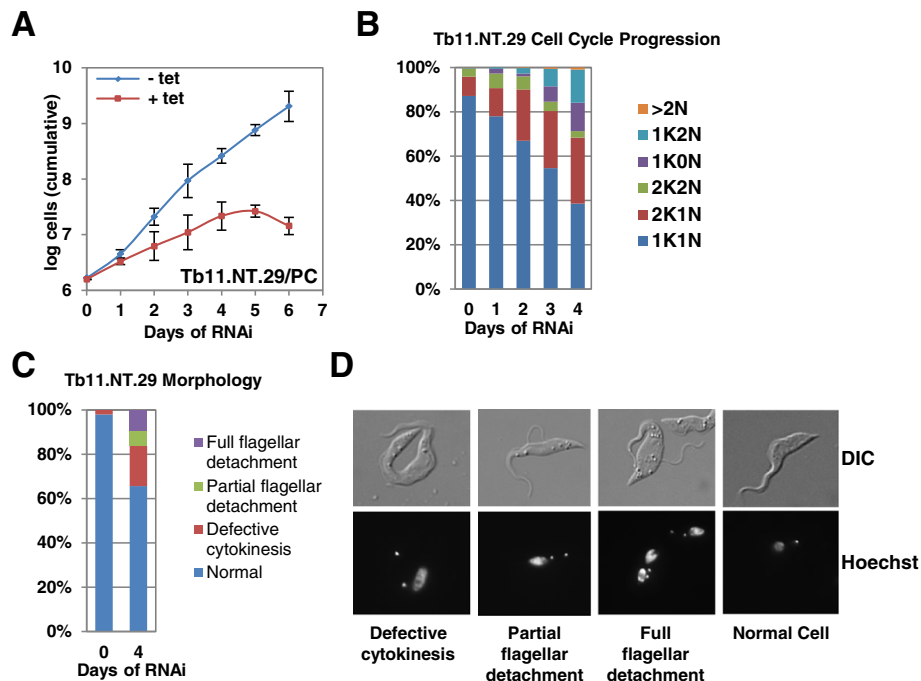 A
- tet
+ tet
10
9
8
7
6
log cells (cumulative)
0 1 2 3 4 5 6 7
Days of RNAi
Tb11.NT.29/PC
B
Tb11.NT.29 Cell Cycle Progression
100%
80%
60%
40%
20%
0%
0 1 2 3 4
Days of RNAi
>2N
1K2N
1K0N
2K2N
2K1N
1K1N
C
Tb11.NT.29 Morphology
100%
80%
60%
40%
20%
0%
0 4
Days of RNAi
Full flagellar
detachment
Partial flagellar
detachment
Defective
cytokinesis
Normal
D
DIC
Hoechst
Defective
cytokinesis
Partial
flagellar
detachment
Full
flagellar
detachment
Normal Cell